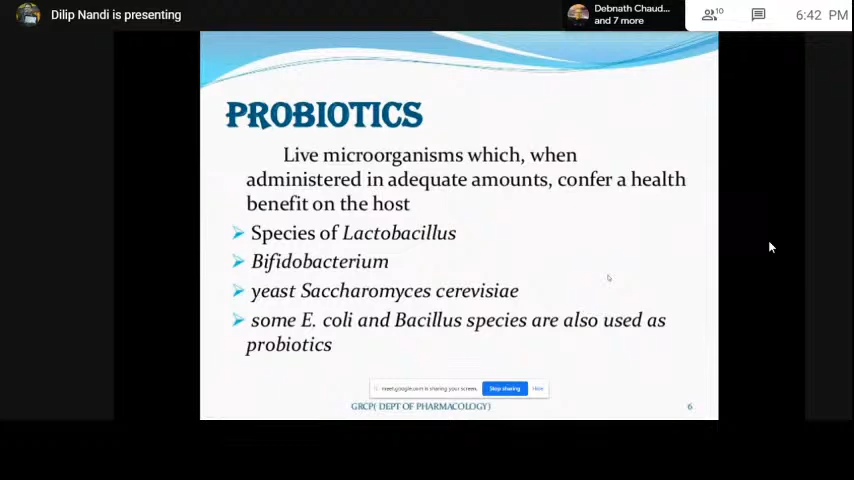 Dilip Nandi is presenting
Debnath Chaud...
and 7 more
10
6:42 PM
PROBIOTICS
Live microorganisms which, when
administered in adequate amounts, confer a health
benefit on the host
Species of Lactobacillus
Bifidobacterium
yeast Saccharomyces cerevisiae
some E. coli and Bacillus species are also used as
probiotics
meet.google.com is sharing your screen.
Stop sharing
Hide
GRCP( DEPT OF PHARMACOLOGY)
6